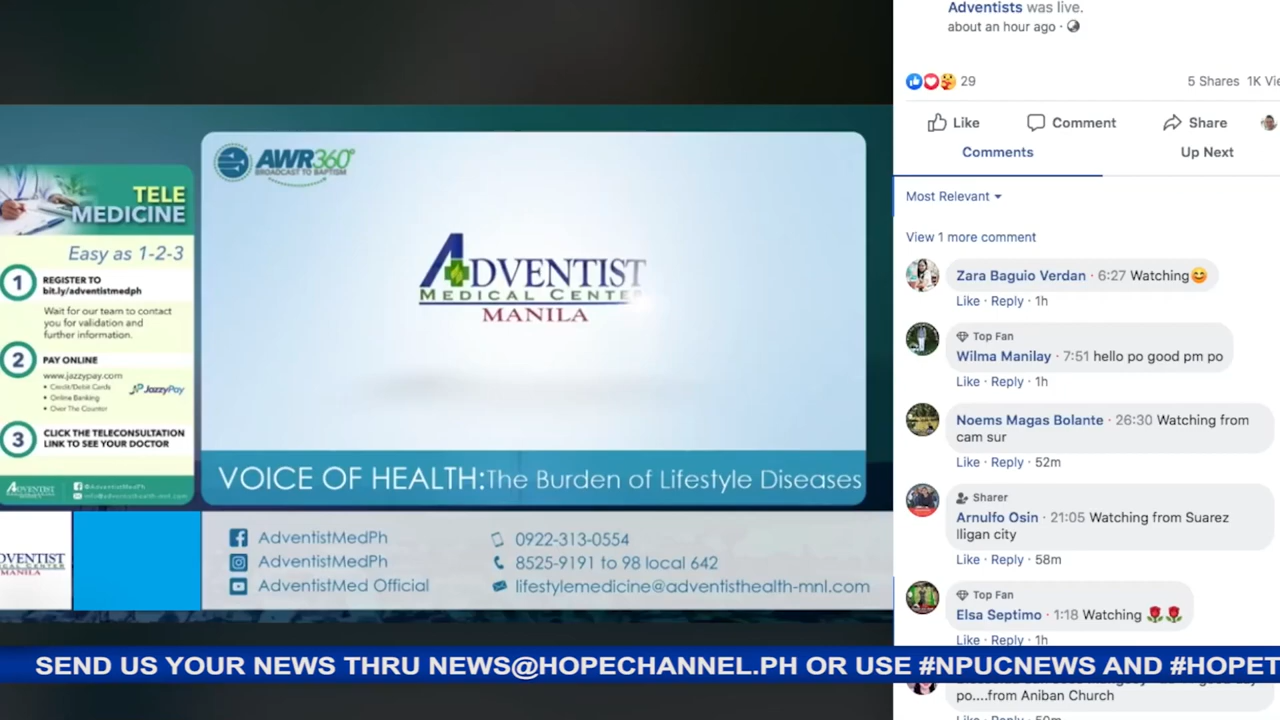 TELE
MEDICINE
Easy as 1-2-3
1
REGISTER TO
bit.ly/adventistmedph
Wait for our team to contact
you for validation and
further information.
2
PAY ONLINE
www.jazzypay.com
• Credit/Debit Cards
• Online Banking
• Over The Counter
JazzyPay
3
CLICK THE TELECONSULTATION
LINK TO SEE YOUR DOCTOR
ADVENTIST
AdventistMedPh
AWR360°
BROADCAST TO BAPTISM
ADVENTIST
MEDICAL CENTER
MANILA
VOICE OF HEALTH: The Burden of Lifestyle Diseases
DVENTIST
MANILA
AdventistMedPh
AdventistMedPh
AdventistMed Official
0922-313-0554
8525-9191 to 98 local 642
lifestylemedicine@adventisthealth-mnl.com
Adventists was live.
about an hour ago ·
29
5 Shares 1K Vie
Like Comment Share
Comments Up Next
Most Relevant
View 1 more comment
Zara Baguio Verdan · 6:27 Watching😊
Like · Reply · 1h
Top Fan
Wilma Manilay · 7:51 hello po good pm po
Like · Reply · 1h
Noems Magas Bolante · 26:30 Watching from
cam sur
Like · Reply · 52m
Sharer
Arnulfo Osin · 21:05 Watching from Suarez
Iligan city
Like · Reply · 58m
Top Fan
Elsa Septimo · 1:18 Watching 🌹🌹
Like · Reply · 1h
po....from Aniban Church
Like · Reply · 50m
SEND US YOUR NEWS THRU NEWS@HOPECHANNEL.PH OR USE #NPUCNEWS AND #HOPET